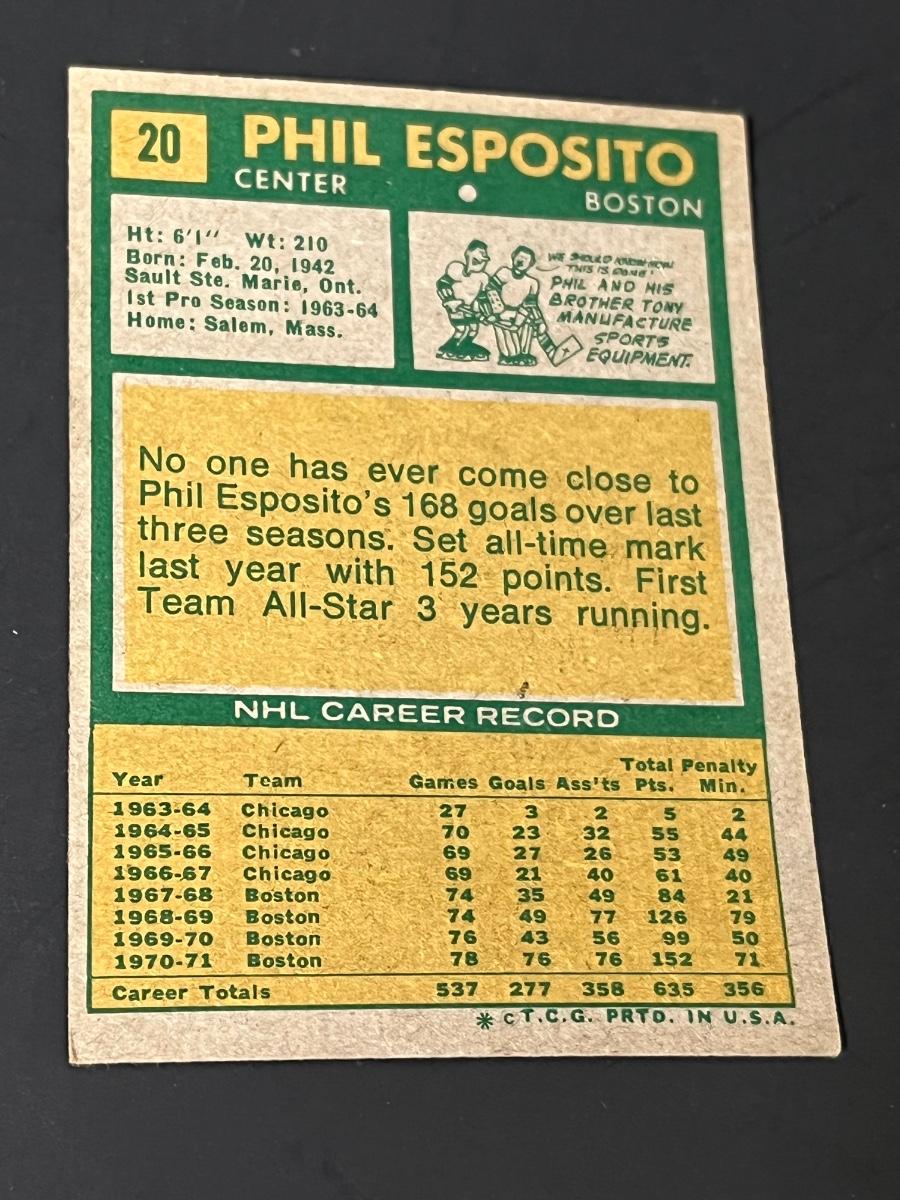 20 PHIL ESPOSITO
CENTER BOSTON
Ht: 6'1" Wt: 210
Born: Feb. 20, 1942
Sault Ste. Marie, Ont.
1st Pro Season: 1963-64
Home: Salem, Mass.
WE SHOULD KNOW HOW
THIS IS DONE!
PHIL AND HIS
BROTHER TONY
MANUFACTURE
SPORTS
EQUIPMENT.
No one has ever come close to
Phil Esposito's 168 goals over last
three seasons. Set all-time mark
last year with 152 points. First
Team All-Star 3 years running.
NHL CAREER RECORD
Total Penalty
Year Team Games Goals Ass'ts Pts. Min.
1963-64 Chicago 27 3 2 5 2
1964-65 Chicago 70 23 32 55 44
1965-66 Chicago 69 27 26 53 49
1966-67 Chicago 69 21 40 61 40
1967-68 Boston 74 35 49 84 21
1968-69 Boston 74 49 77 126 79
1969-70 Boston 76 43 56 99 50
1970-71 Boston 78 76 76 152 71
Career Totals 537 277 358 635 356
* © T.C.G. PRTD. IN U.S.A.